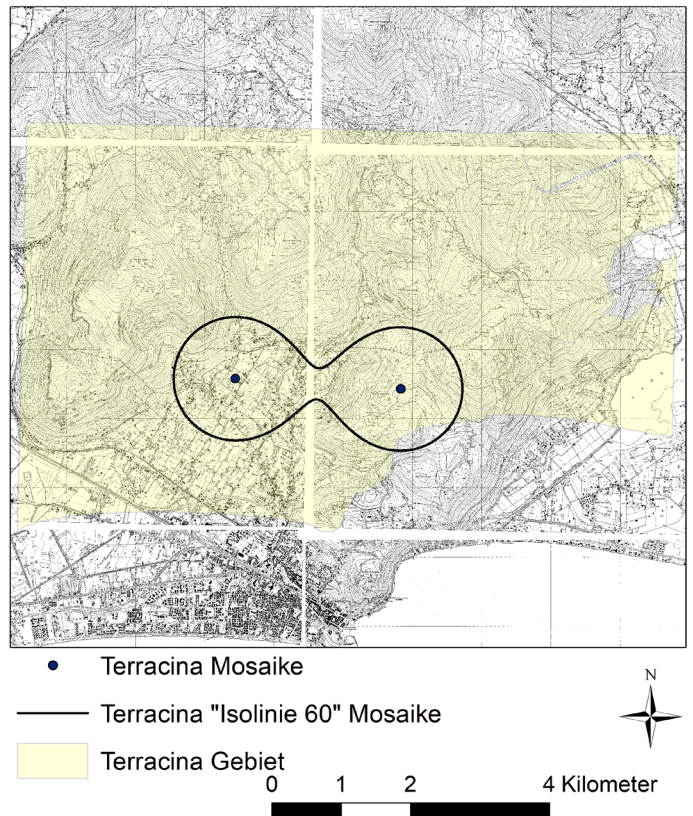 Terracina Mosaike
N
Terracina "Isolinie 60" Mosaike
Terracina Gebiet
0 1 2 4 Kilometer